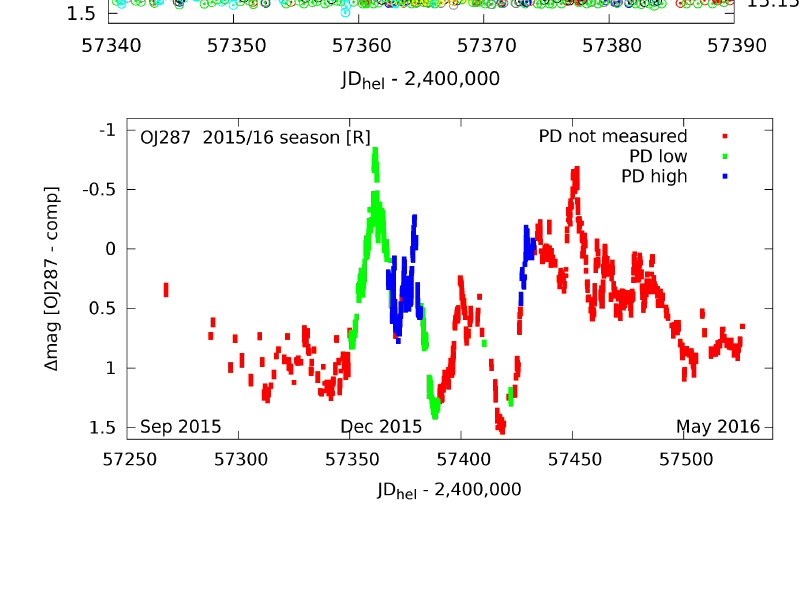 1.5
57340 57350 57360 57370 57380 57390
JDhel - 2,400,000
-1
-0.5
0
0.5
1
1.5
Δmag [OJ287 - comp]
OJ287 2015/16 season [R]
PD not measured
PD low
PD high
Sep 2015 Dec 2015 May 2016
57250 57300 57350 57400 57450 57500
JDhel - 2,400,000